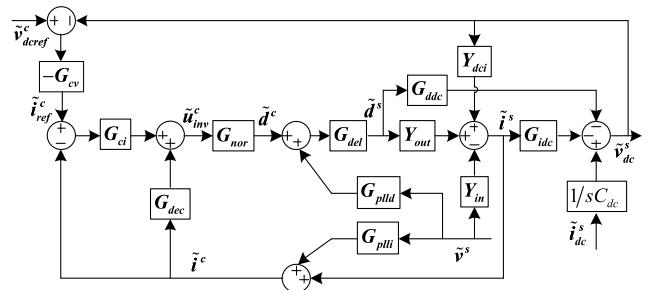 ṽ^c_dcref
+
+
−G_cv
ĩ^c_ref
+
−
G_ci
+
+
ũ^c_inv
G_nor
d̃^c
+
+
G_del
d̃^s
G_ddc
Y_out
Y_dci
+
+
−
ĩ^s
G_idc
−
−
+
ṽ^s_dc
G_dec
G_plld
Y_in
1/sC_dc
G_plli
ĩ^c
+
+
ṽ^s
ĩ^s_dc